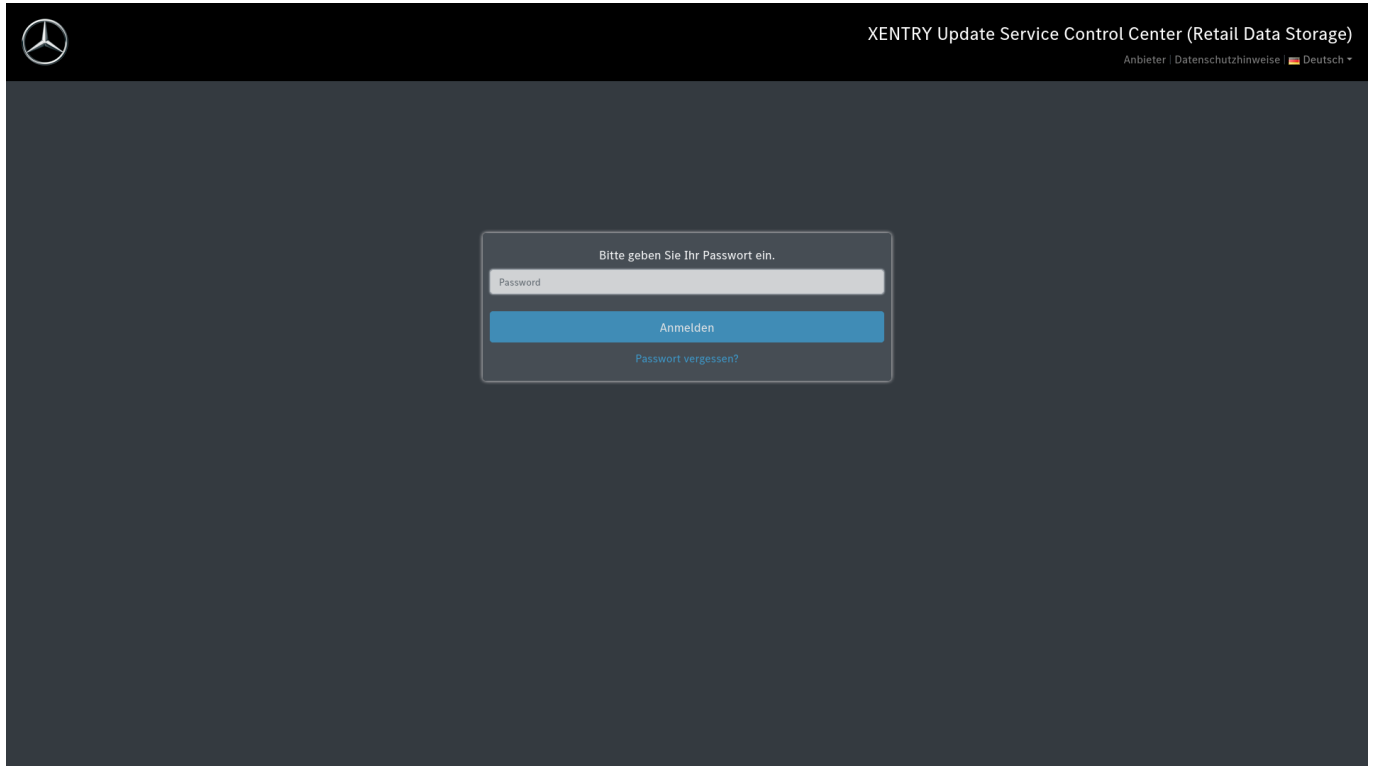 XENTRY Update Service Control Center (Retail Data Storage)
Anbieter | Datenschutzhinweise | Deutsch
Bitte geben Sie Ihr Passwort ein.
Password
Anmelden
Passwort vergessen?